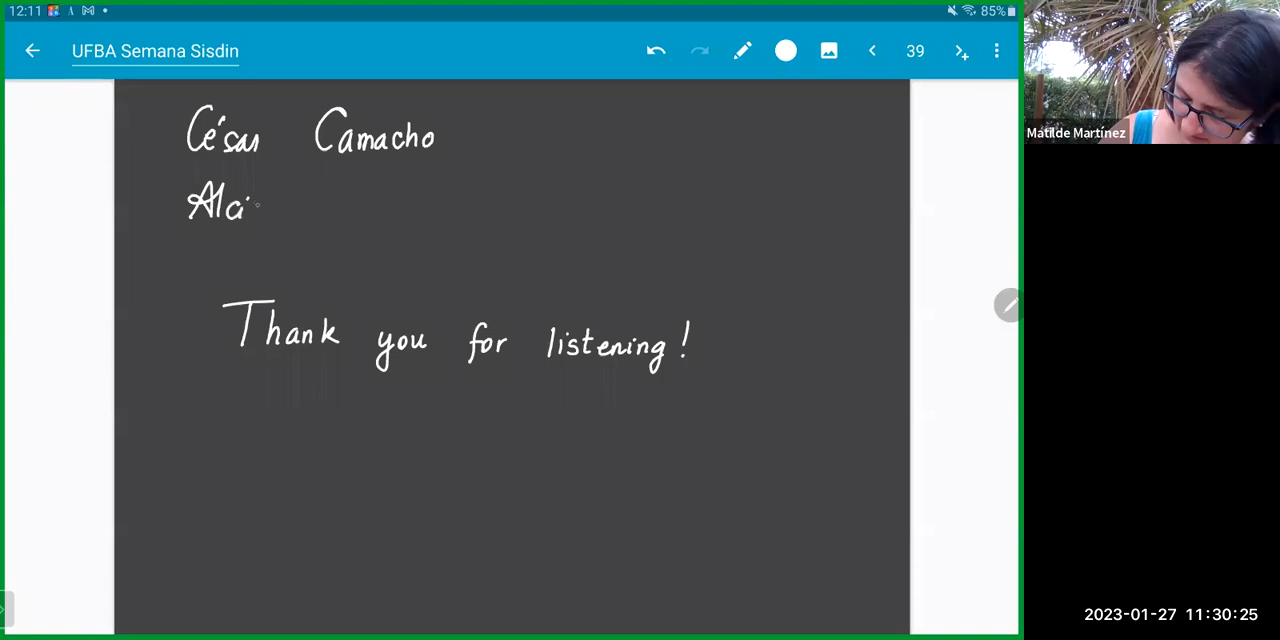 12:11 85%
UFBA Semana Sisdin 39
Matilde Martínez
César Camacho
Alci
Thank you for listening!
2023-01-27 11:30:25